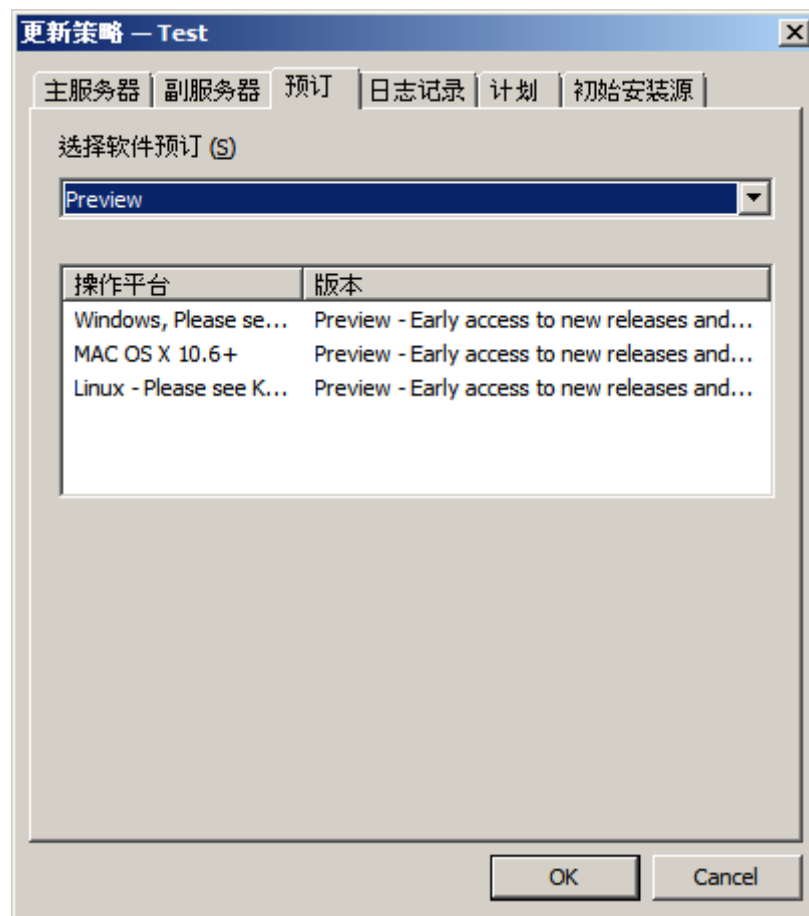 更新策略 — Test
主服务器 副服务器 预订 日志记录 计划 初始安装源
选择软件预订 (S)
Preview
操作平台 版本
Windows, Please se... Preview - Early access to new releases and...
MAC OS X 10.6+ Preview - Early access to new releases and...
Linux - Please see K... Preview - Early access to new releases and...
OK Cancel